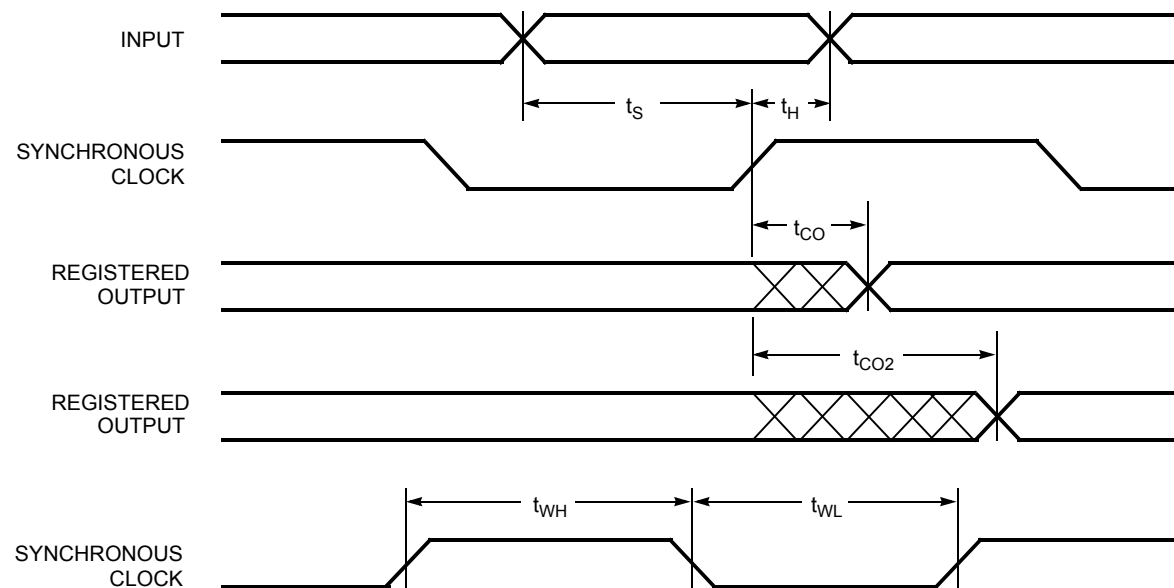 INPUT
t_S
t_H
SYNCHRONOUS
CLOCK
t_CO
REGISTERED
OUTPUT
t_CO2
REGISTERED
OUTPUT
t_WH
t_WL
SYNCHRONOUS
CLOCK